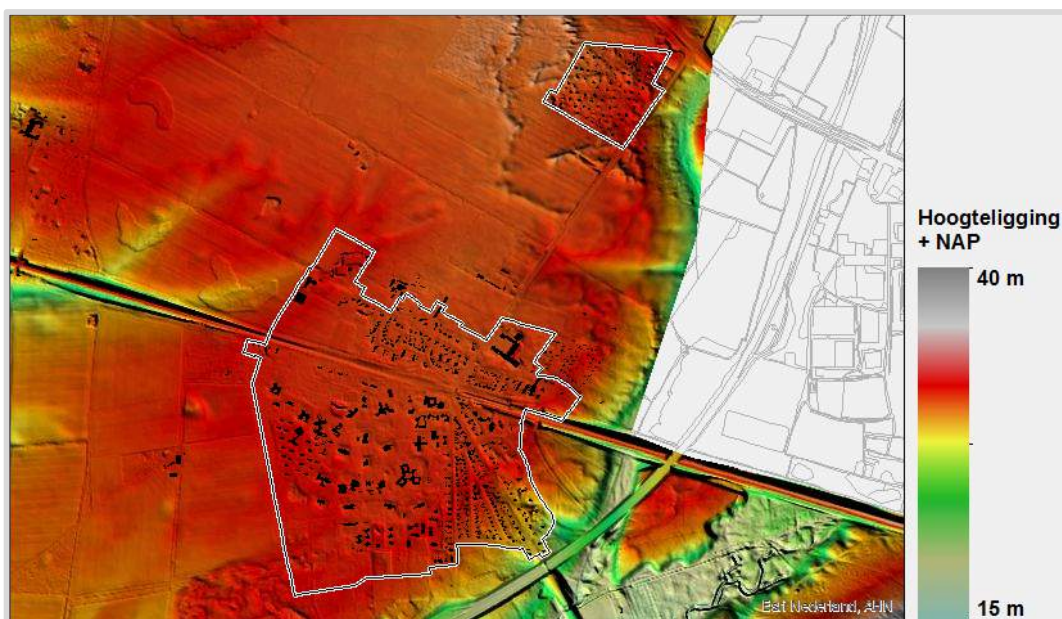 Hoogteligging
+ NAP
40 m
15 m
Esri Nederland, AHN